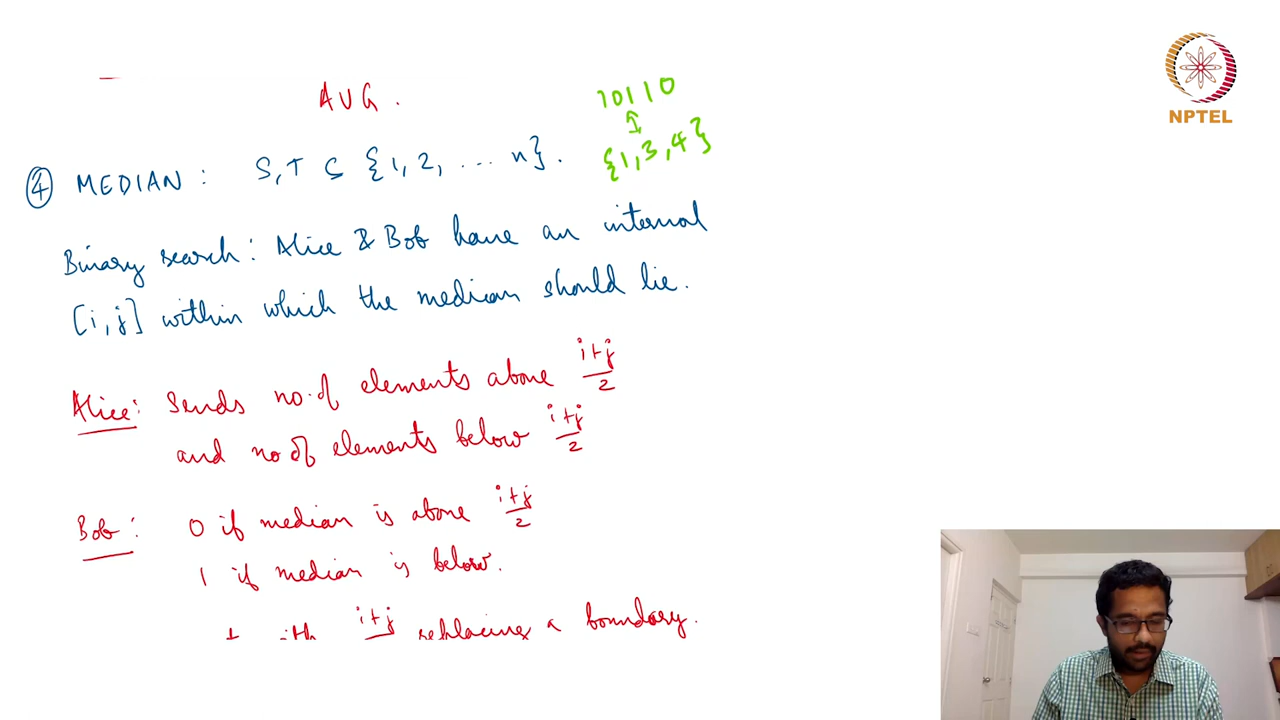 AVG.
10110
{1,3,4}
④ MEDIAN: S,T ⊆ {1,2, ... n}.
Binary search: Alice & Bob have an interval
[i,j] within which the median should lie.
Alice: Sends no. of elements above i+j/2
and no of elements below i+j/2
Bob: 0 if median is above i+j/2
1 if median is below.
with i+j replacing a boundary.
NPTEL